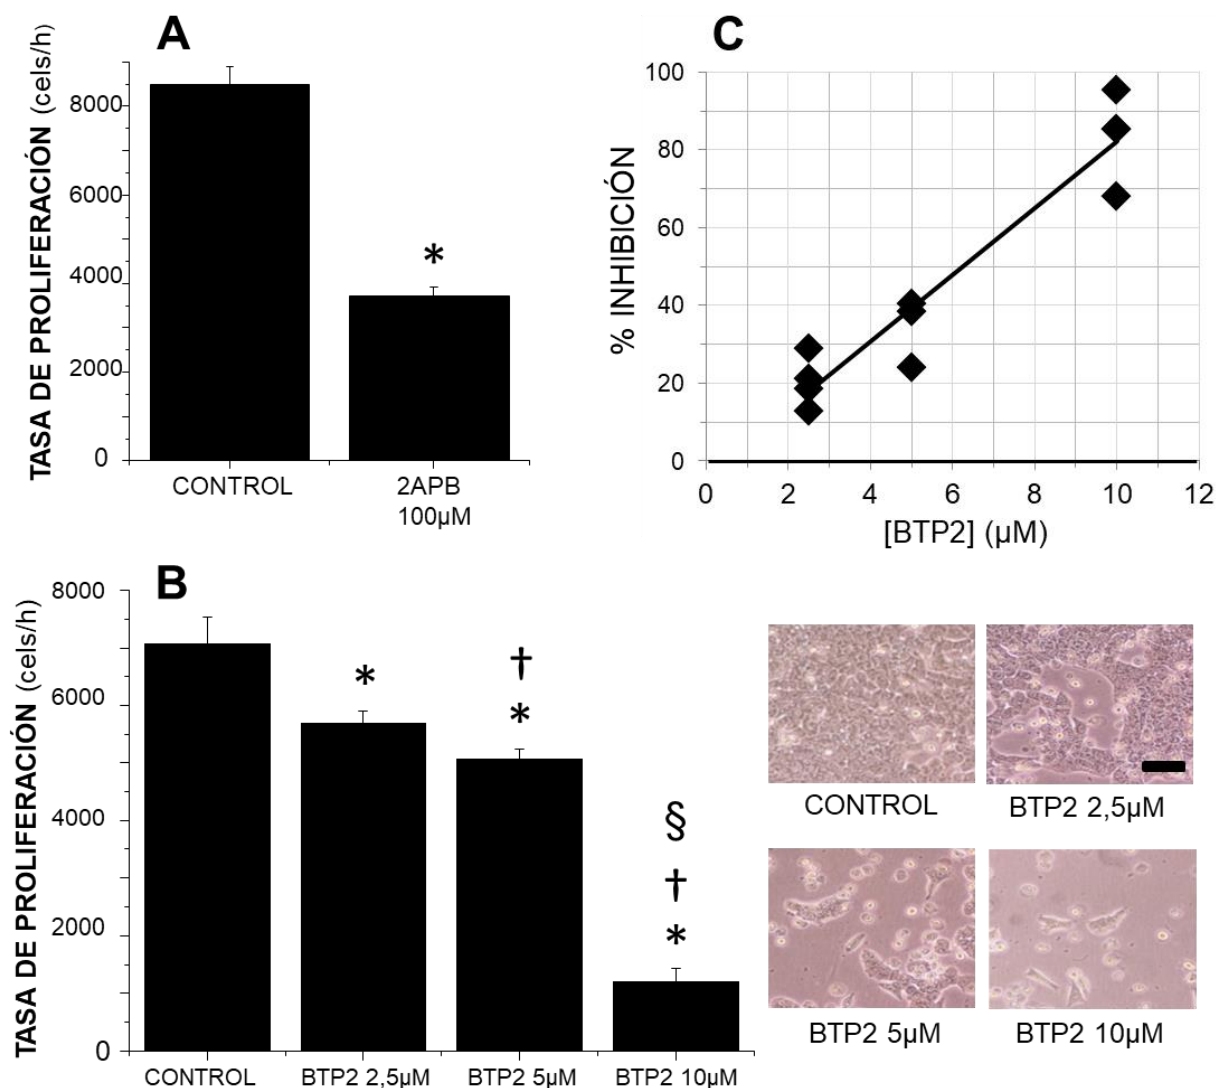 A
TASA DE PROLIFERACIÓN (cels/h)
8000
6000
4000
2000
0
*
CONTROL
2APB
100µM
C
% INHIBICIÓN
100
80
60
40
20
0
0 2 4 6 8 10 12
[BTP2] (µM)
B
TASA DE PROLIFERACIÓN (cels/h)
8000
6000
4000
2000
0
*
†
*
§
†
*
CONTROL BTP2 2,5µM BTP2 5µM BTP2 10µM
CONTROL
BTP2 2,5µM
BTP2 5µM
BTP2 10µM